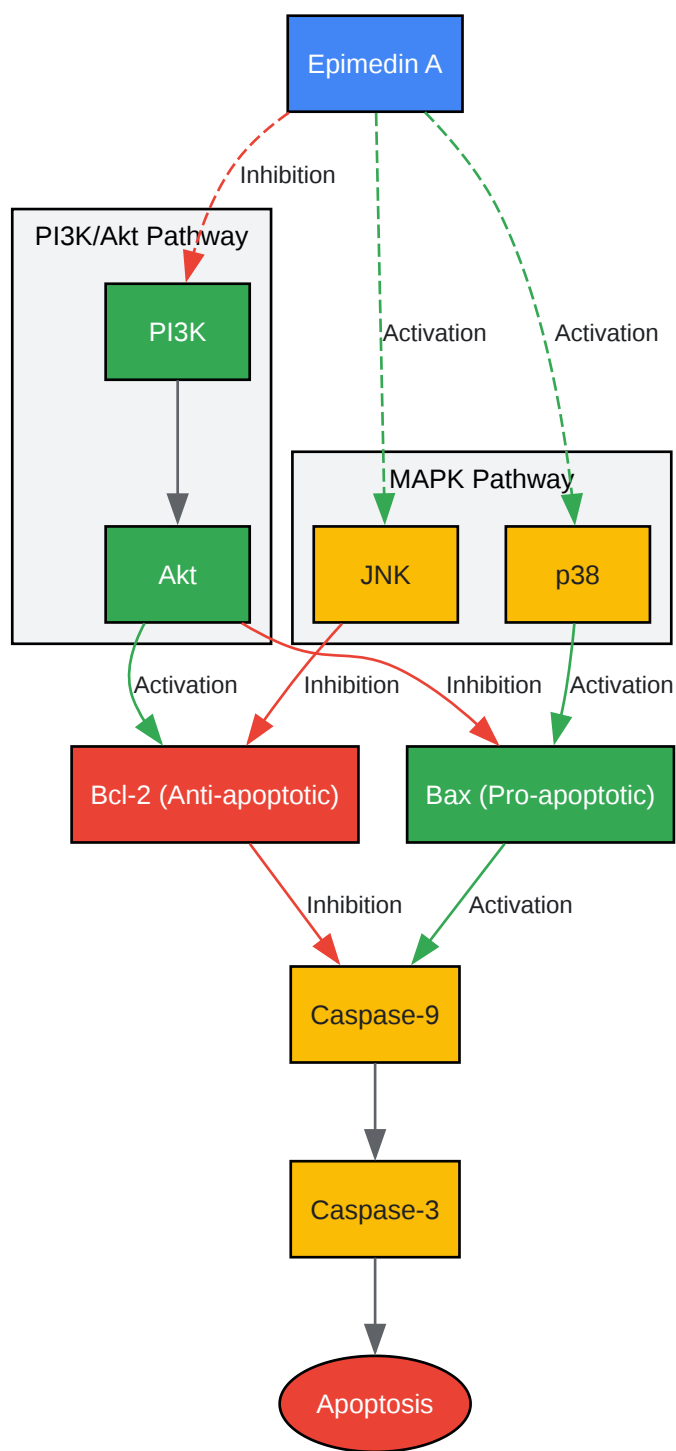 Epimedin A
Inhibition
PI3K/Akt Pathway
PI3K
Activation
Activation
MAPK Pathway
Akt
JNK
p38
Activation
Inhibition
Inhibition
Activation
Bcl-2 (Anti-apoptotic)
Bax (Pro-apoptotic)
Inhibition
Activation
Caspase-9
Caspase-3
Apoptosis